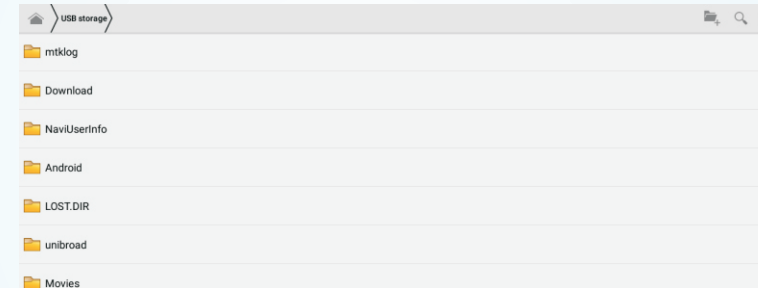 USB storage
mtklog
Download
NaviUserInfo
Android
LOST.DIR
unibroad
Movies